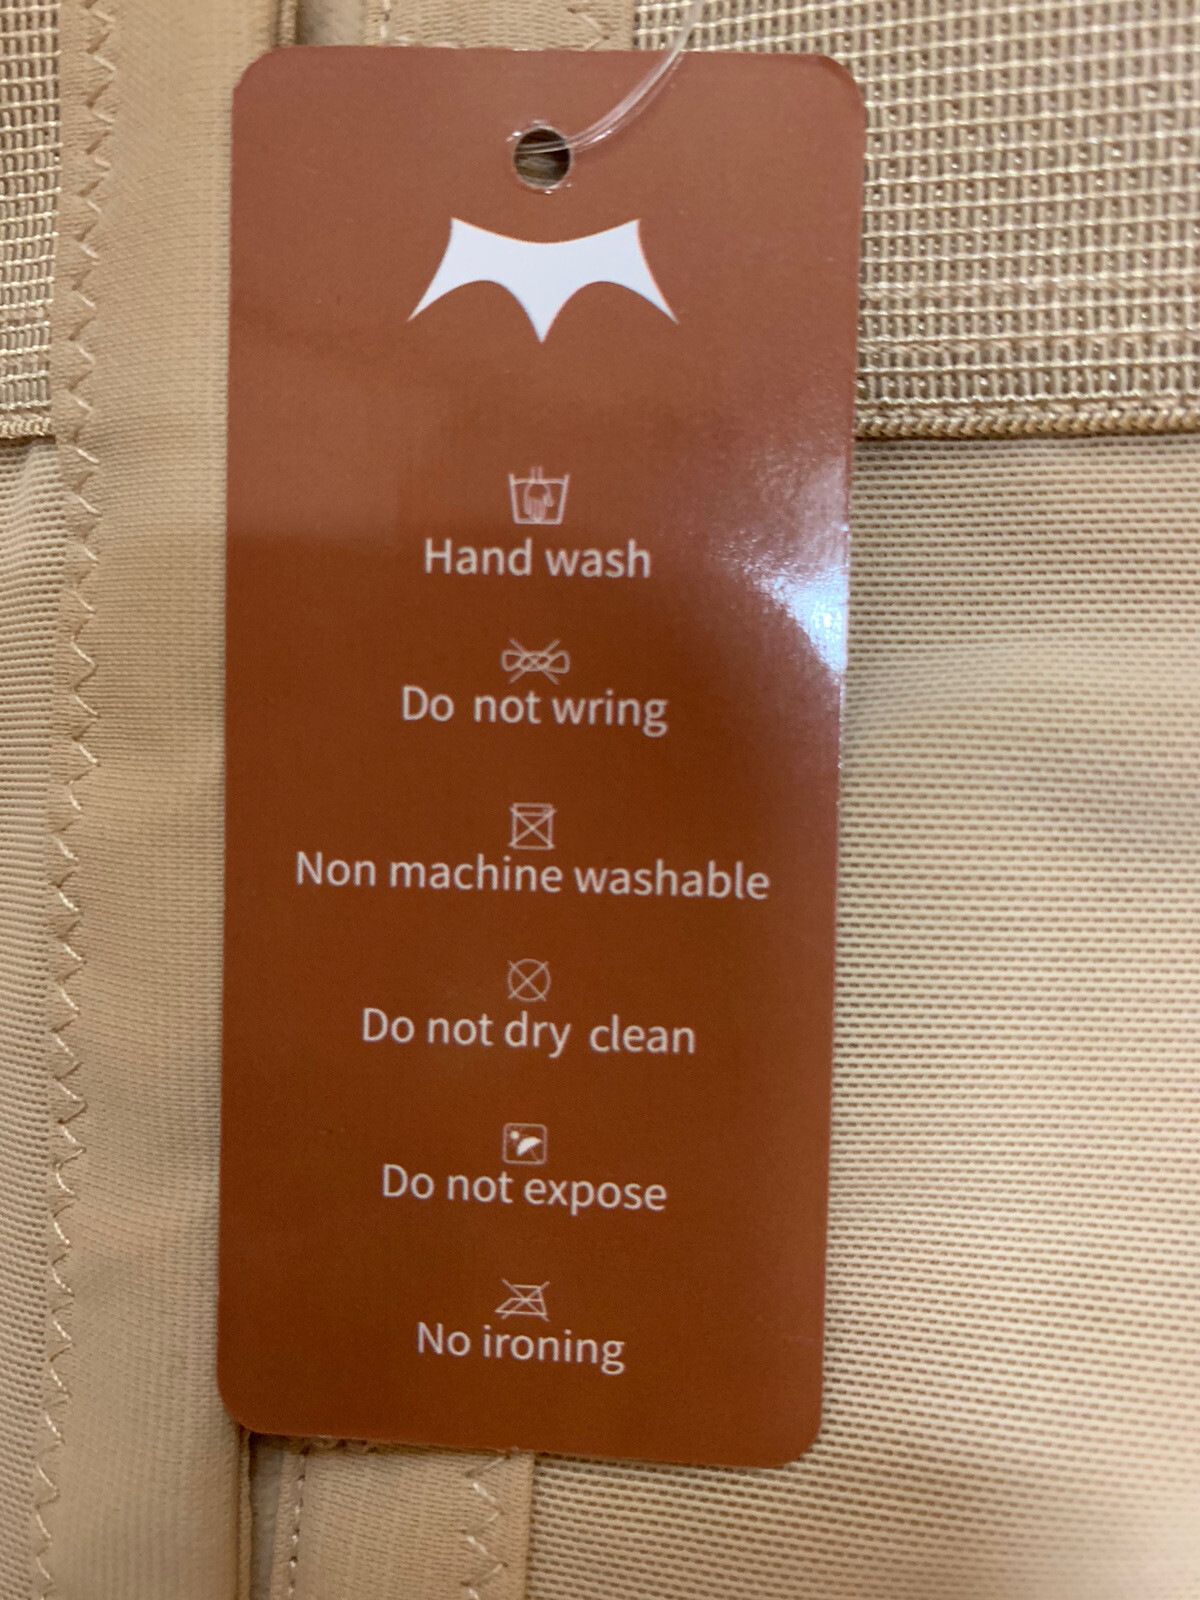 Hand wash
Do not wring
Non machine washable
Do not dry clean
Do not expose
No ironing